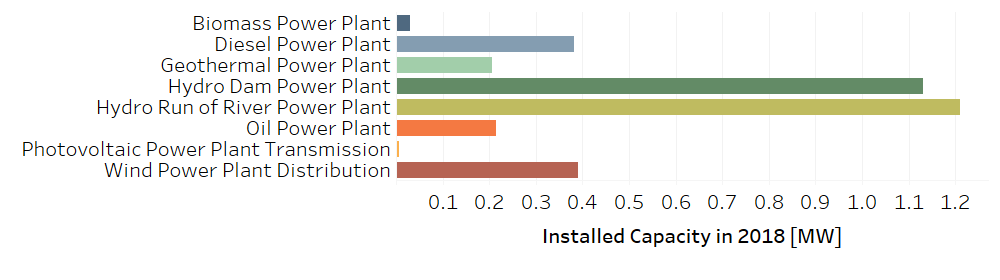 Biomass Power Plant
Diesel Power Plant
Geothermal Power Plant
Hydro Dam Power Plant
Hydro Run of River Power Plant
Oil Power Plant
Photovoltaic Power Plant Transmission
Wind Power Plant Distribution
0.1 0.2 0.3 0.4 0.5 0.6 0.7 0.8 0.9 1.0 1.1 1.2
Installed Capacity in 2018 [MW]